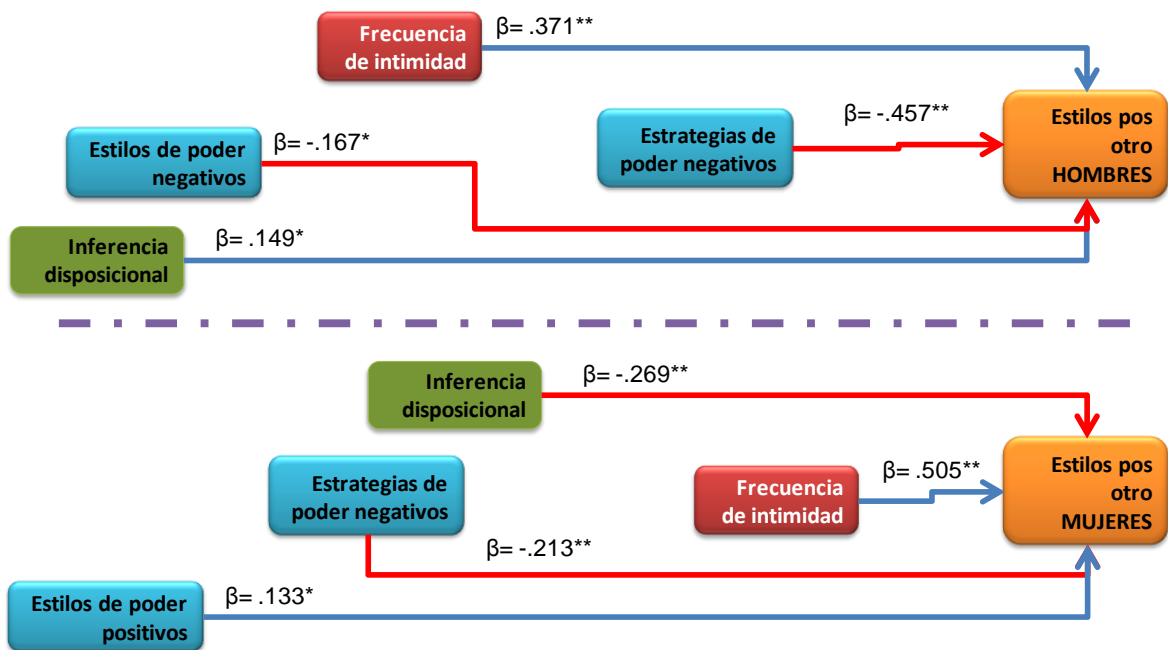 β= .371**
Frecuencia
de intimidad
β= -.457**
Estrategias de
poder negativos
Estilos pos
otro
HOMBRES
β= -.167*
Estilos de poder
negativos
β= .149*
Inferencia
disposicional
β= -.269**
Inferencia
disposicional
Estilos pos
otro
MUJERES
β= .505**
Frecuencia
de intimidad
Estrategias de
poder negativos
β= -.213**
β= .133*
Estilos de poder
positivos